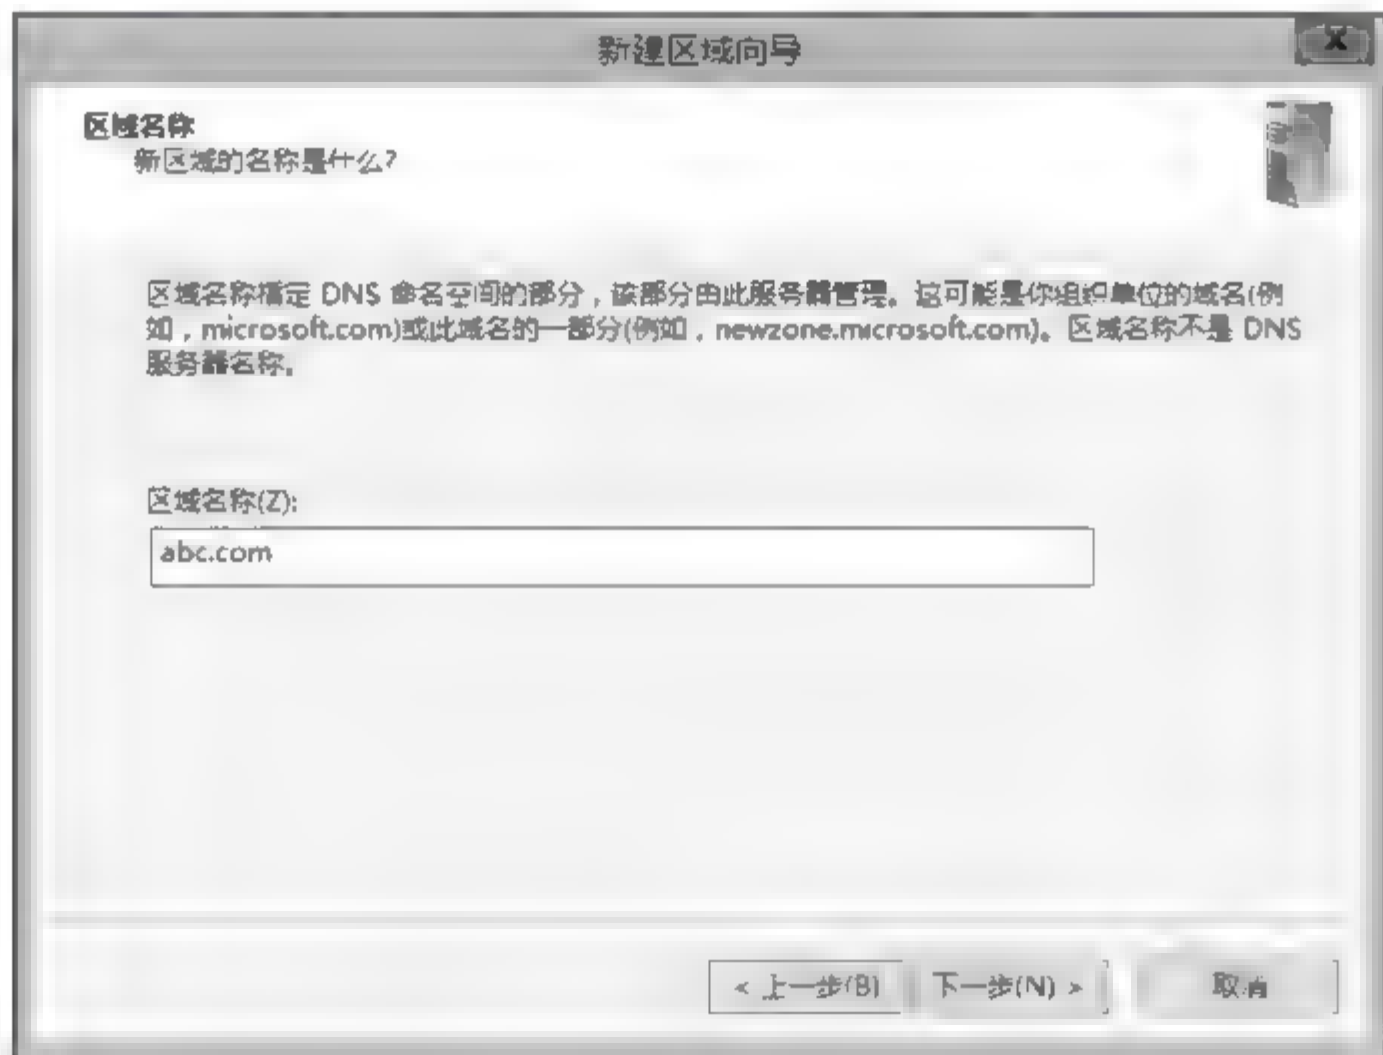 新建区域向导
X
区域名称
新区域的名称是什么?
区域名称指定 DNS 命名空间的部分，该部分由此服务器管理。这可能是你组织单位的域名(例
如，microsoft.com)或此域名的一部分(例如，newzone.microsoft.com)。区域名称不是 DNS
服务器名称。
区域名称(Z):
abc.com
< 上一步(B) 下一步(N) > 取消